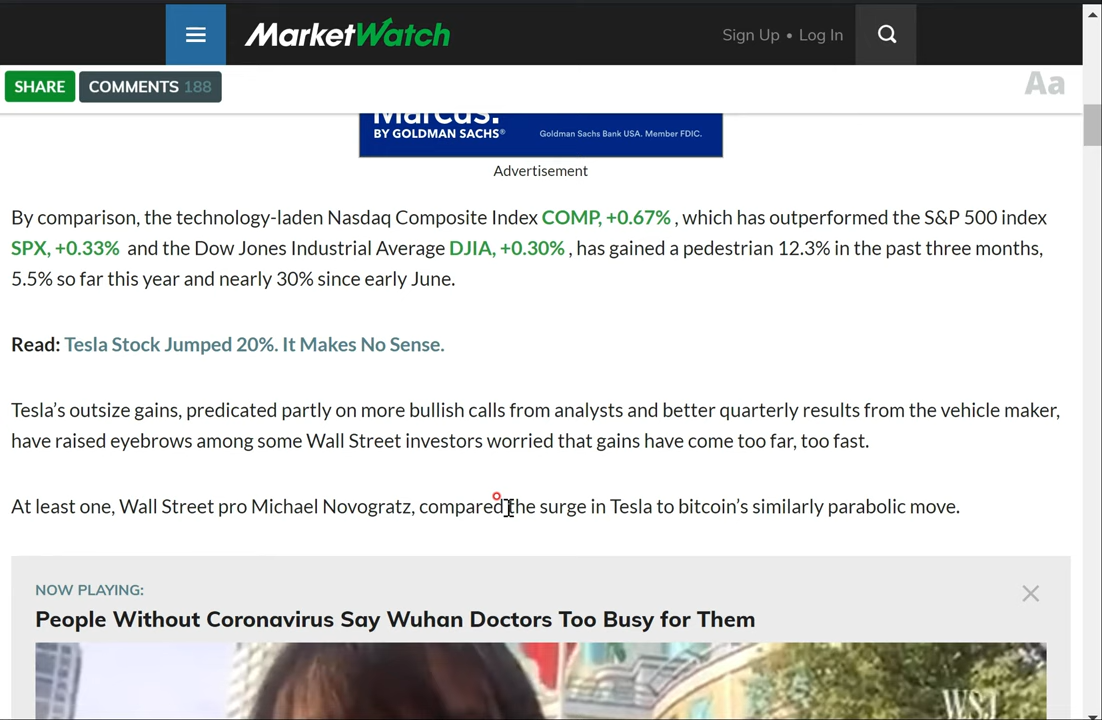 MarketWatch
Sign Up • Log In
SHARE
COMMENTS 188
Aa
Marcus:
BY GOLDMAN SACHS®
Goldman Sachs Bank USA. Member FDIC.
Advertisement
By comparison, the technology-laden Nasdaq Composite Index COMP, +0.67% , which has outperformed the S&P 500 index
SPX, +0.33% and the Dow Jones Industrial Average DJIA, +0.30% , has gained a pedestrian 12.3% in the past three months,
5.5% so far this year and nearly 30% since early June.
Read: Tesla Stock Jumped 20%. It Makes No Sense.
Tesla’s outsize gains, predicated partly on more bullish calls from analysts and better quarterly results from the vehicle maker,
have raised eyebrows among some Wall Street investors worried that gains have come too far, too fast.
At least one, Wall Street pro Michael Novogratz, compared the surge in Tesla to bitcoin’s similarly parabolic move.
NOW PLAYING:
People Without Coronavirus Say Wuhan Doctors Too Busy for Them
WSJ